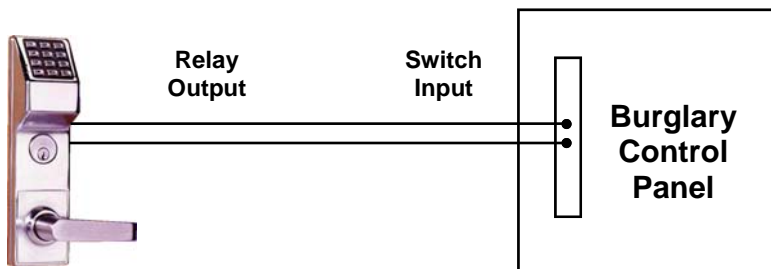 Relay
Output
Switch
Input
Burglary
Control
Panel